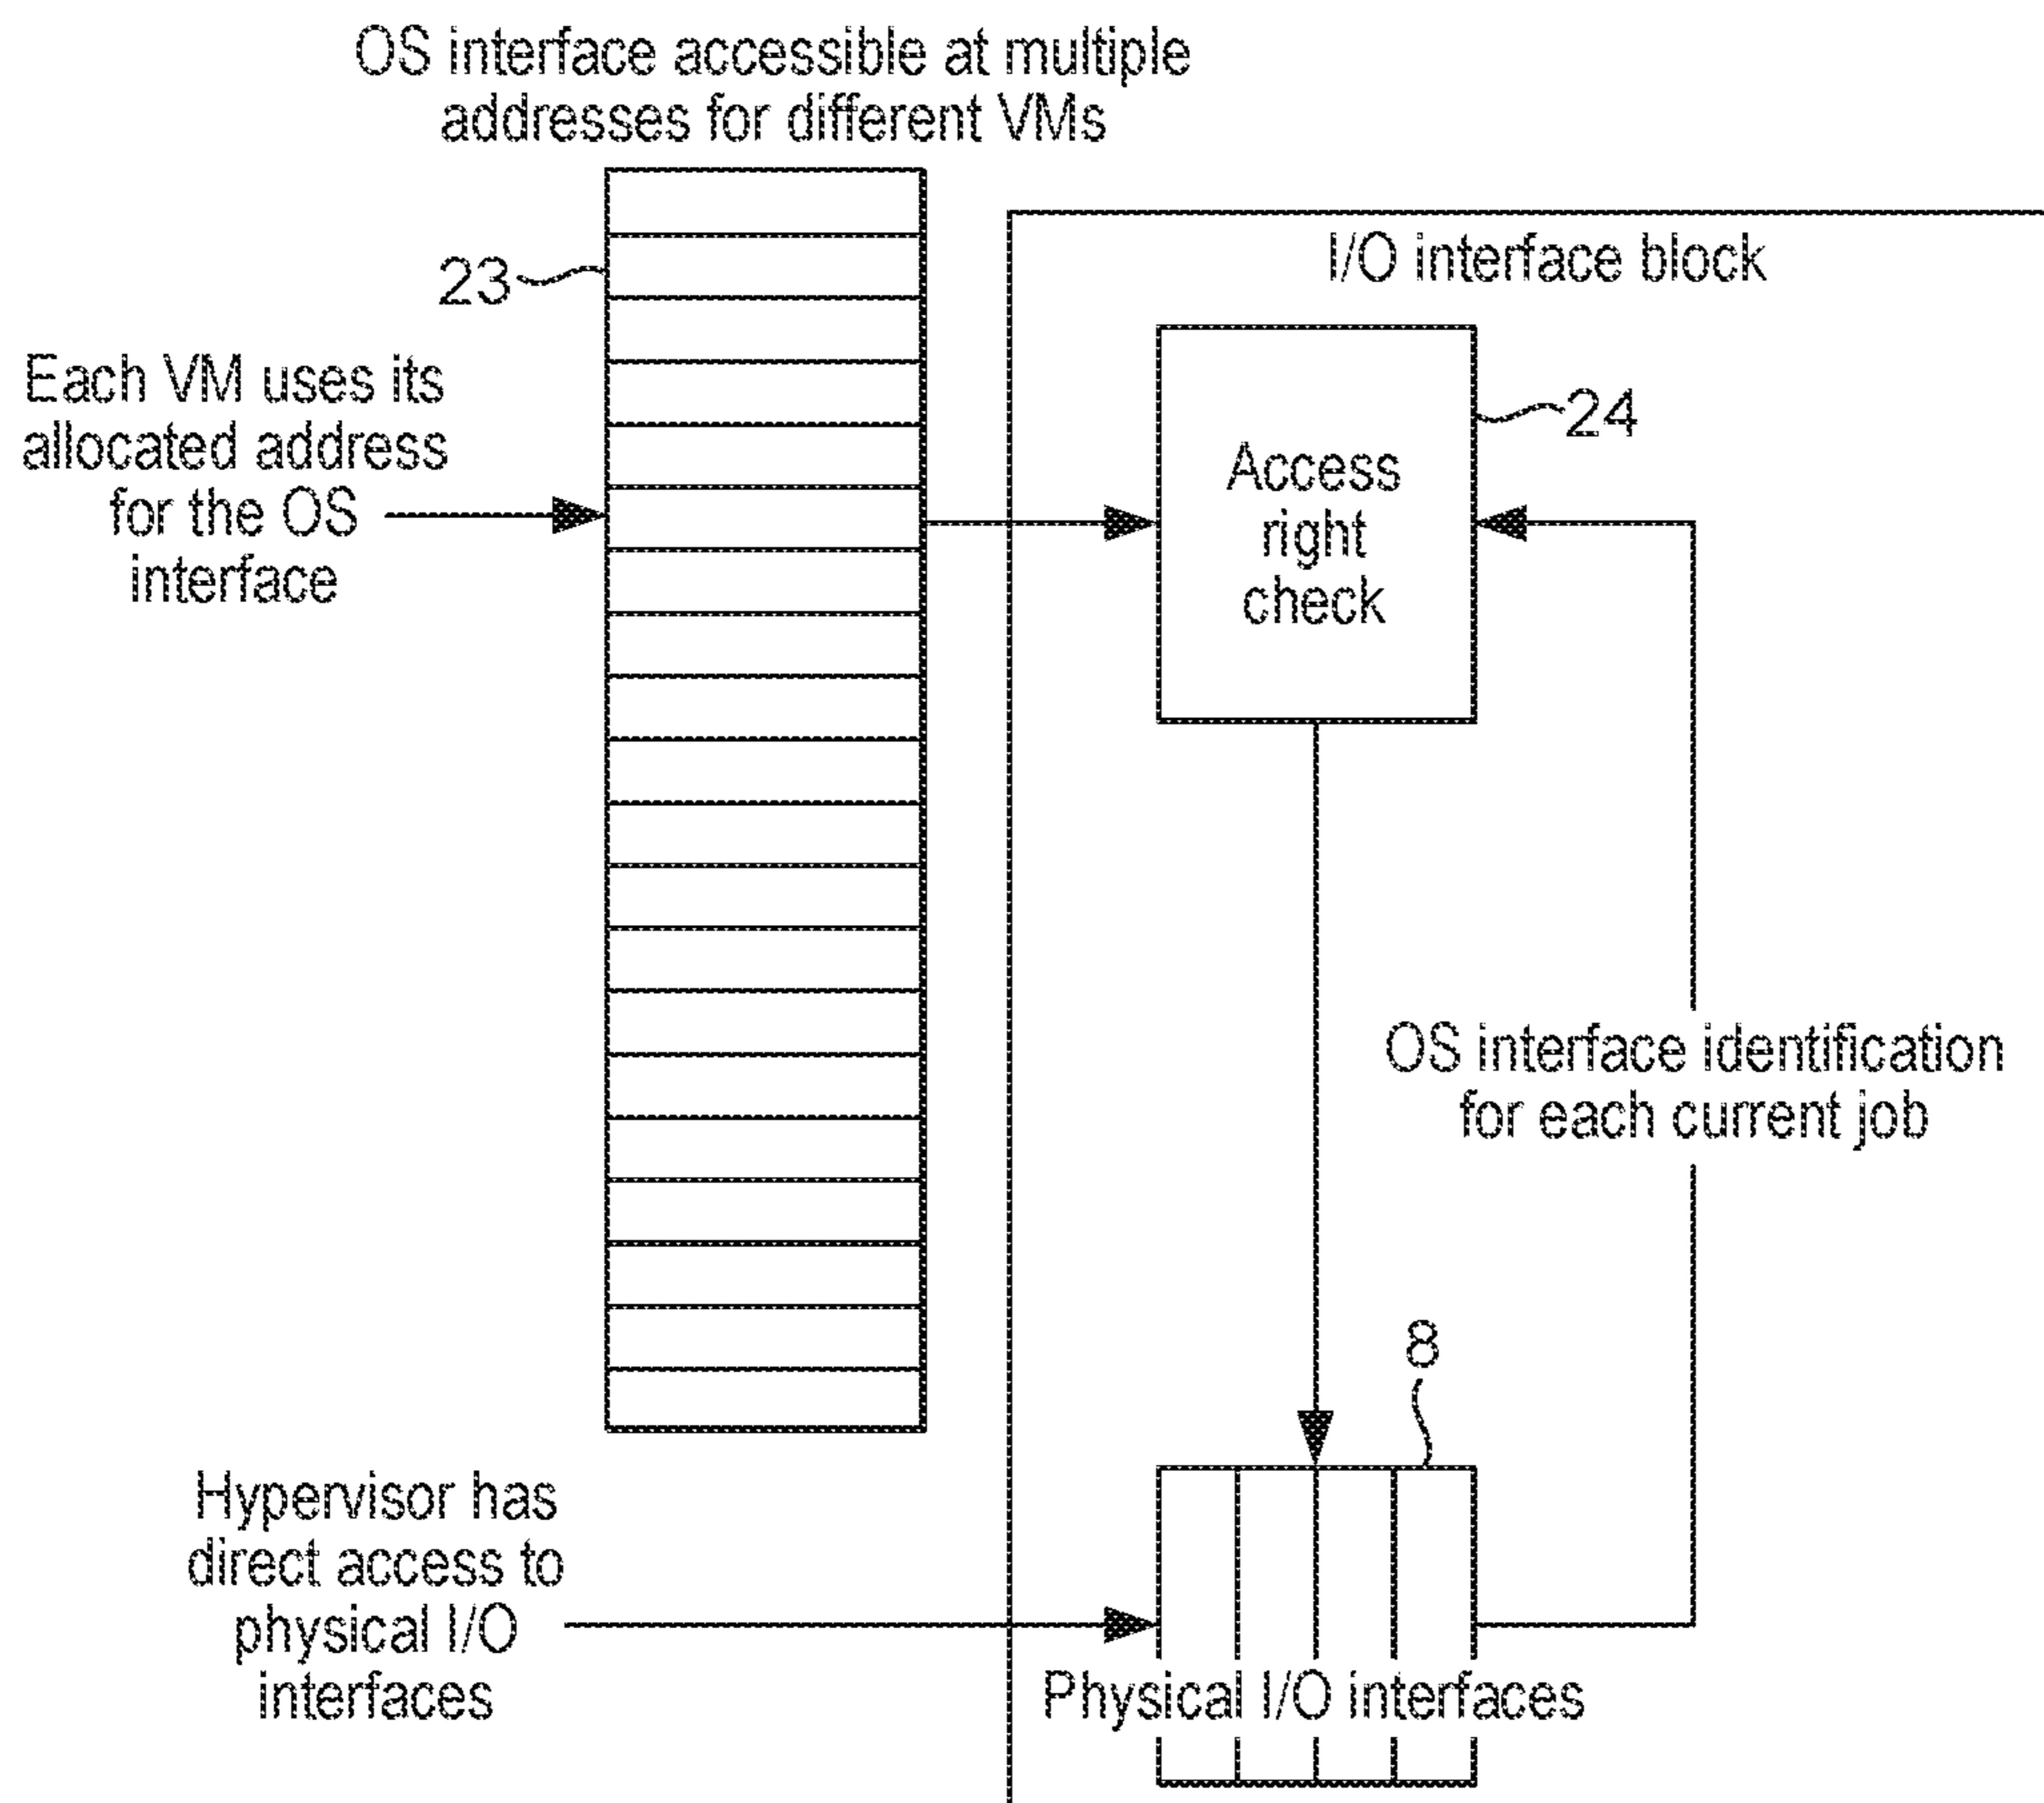 OS interface accessible at multiple
addresses for different VMs
I/O interface block
23
Each VM uses its
allocated address
for the OS
interface
24
Access
right
check
OS interface identification
for each current job
8
Hypervisor has
direct access to
physical I/O
interfaces
Physical I/O interfaces